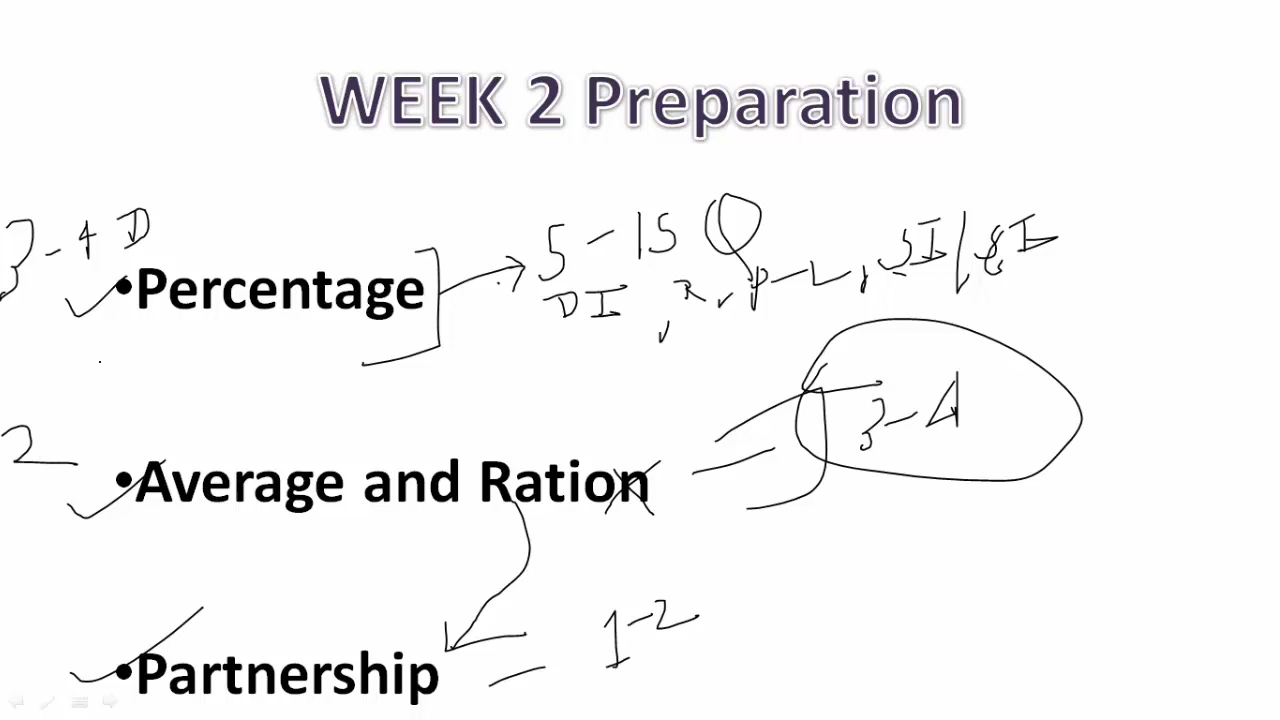 WEEK 2 Preparation
3-4 D
5-15 Q
•Percentage
DI, R, P-L, SI/
3-4
2
•Average and Ration
1-2
•Partnership